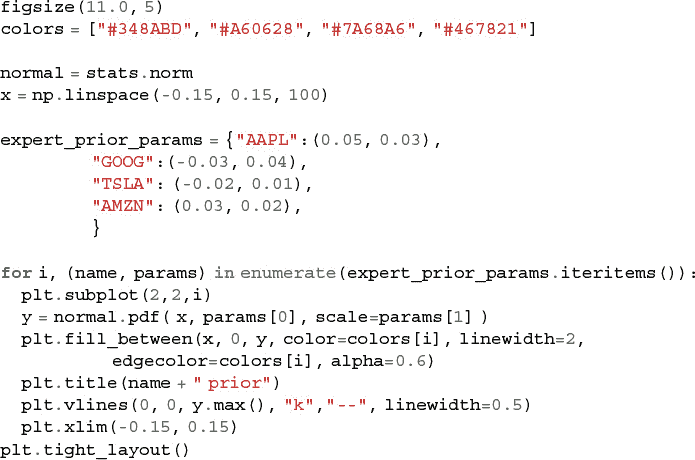 figsize(11.0, 5)
colors = ["#348ABD", "#A60628", "#7A68A6", "#467821"]

normal = stats.norm
x = np.linspace(-0.15, 0.15, 100)

expert_prior_params = {"AAPL":(0.05, 0.03),
        "GOOG":(-0.03, 0.04),
        "TSLA": (-0.02, 0.01),
        "AMZN": (0.03, 0.02),
        }

for i, (name, params) in enumerate(expert_prior_params.iteritems()):
  plt.subplot(2,2,i)
  y = normal.pdf( x, params[0], scale=params[1] )
  plt.fill_between(x, 0, y, color=colors[i], linewidth=2,
          edgecolor=colors[i], alpha=0.6)
  plt.title(name + " prior")
  plt.vlines(0, 0, y.max(), "k","--", linewidth=0.5)
  plt.xlim(-0.15, 0.15)
plt.tight_layout()